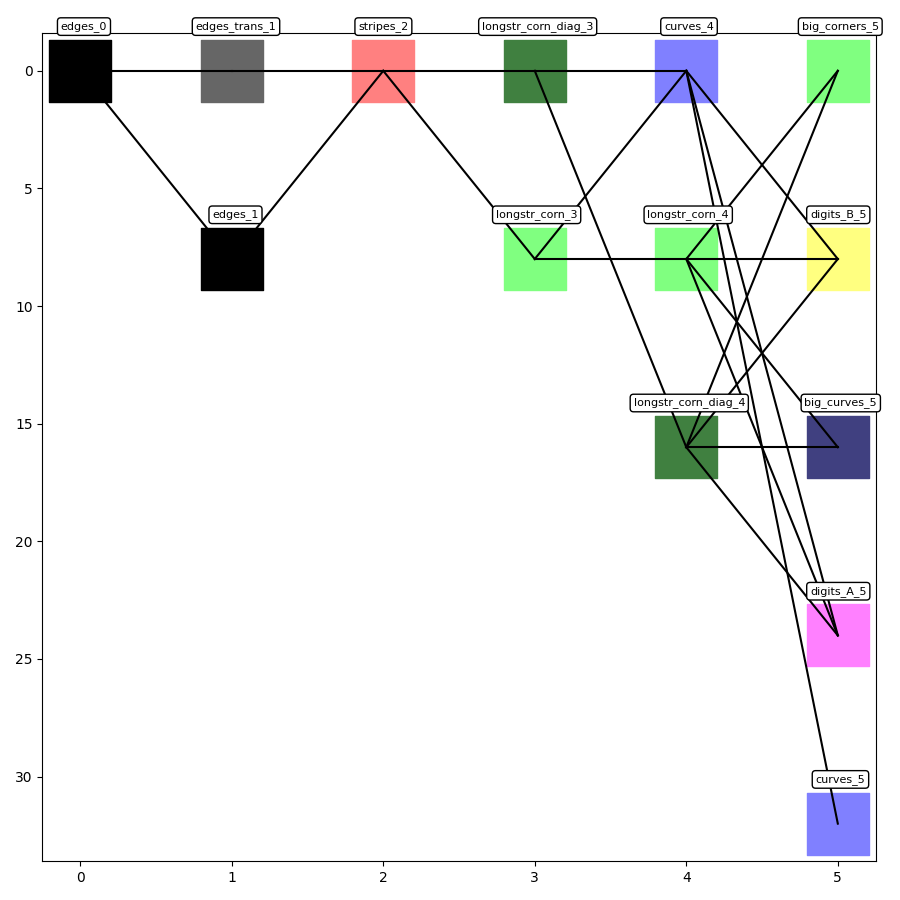 edges_0 edges_trans_1 stripes_2 longstr_corn_diag_3 curves_4 big_corners_5
0
5
edges_1 longstr_corn_3 longstr_corn_4 digits_B_5
10
longstr_corn_diag_4 big_curves_5
15
20
digits_A_5
25
curves_5
30
0 1 2 3 4 5